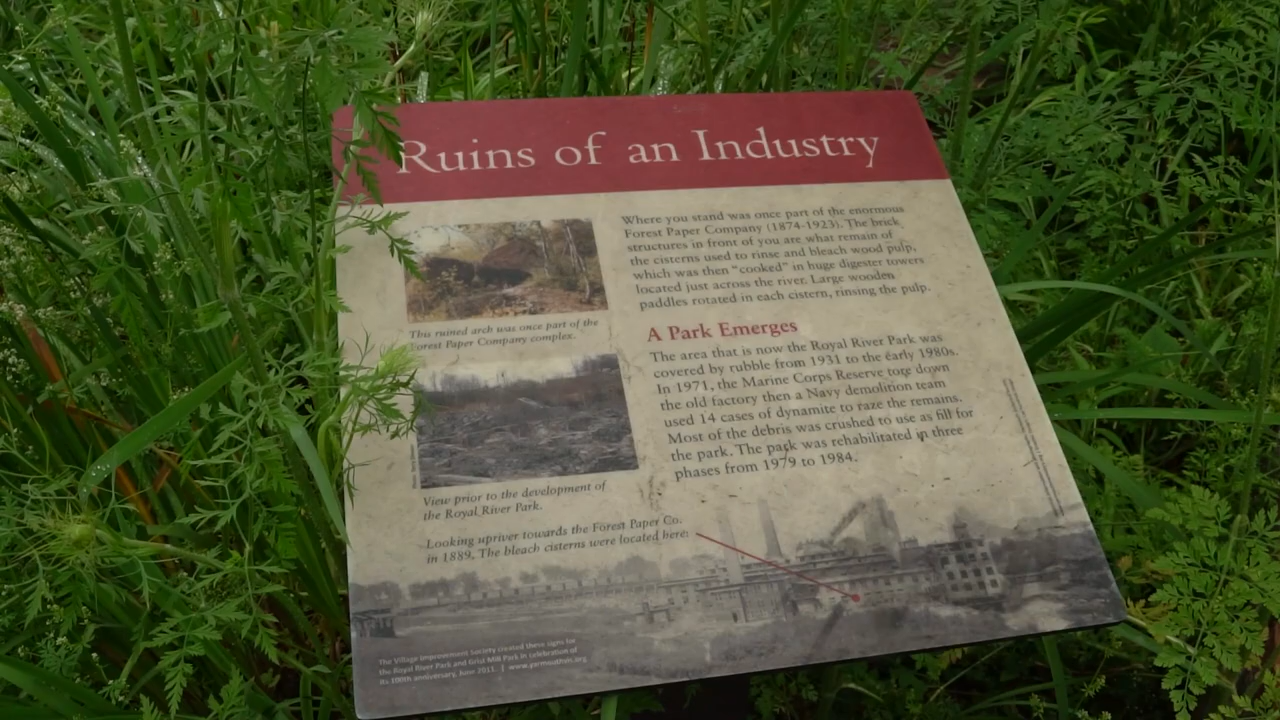 Ruins of an Industry
Where you stand was once part of the enormous
Forest Paper Company (1874-1923). The brick
structures in front of you are what remain of
the cisterns used to rinse and bleach wood pulp,
which was then “cooked” in huge digester towers
located just across the river. Large wooden
paddles rotated in each cistern, rinsing the pulp.
This ruined arch was once part of the
Forest Paper Company complex.
A Park Emerges
The area that is now the Royal River Park was
covered by rubble from 1931 to the early 1980s.
In 1971, the Marine Corps Reserve tore down
the old factory then a Navy demolition team
used 14 cases of dynamite to raze the remains.
Most of the debris was crushed to use as fill for
the park. The park was rehabilitated in three
phases from 1979 to 1984.
View prior to the development of
the Royal River Park.
Looking upriver towards the Forest Paper Co.
in 1889. The bleach cisterns were located here:
The Village Improvement Society created these signs for
the Royal River Park and Grist Mill Park in celebration of
its 100th anniversary, June 2011. | www.yarmouthvis.org